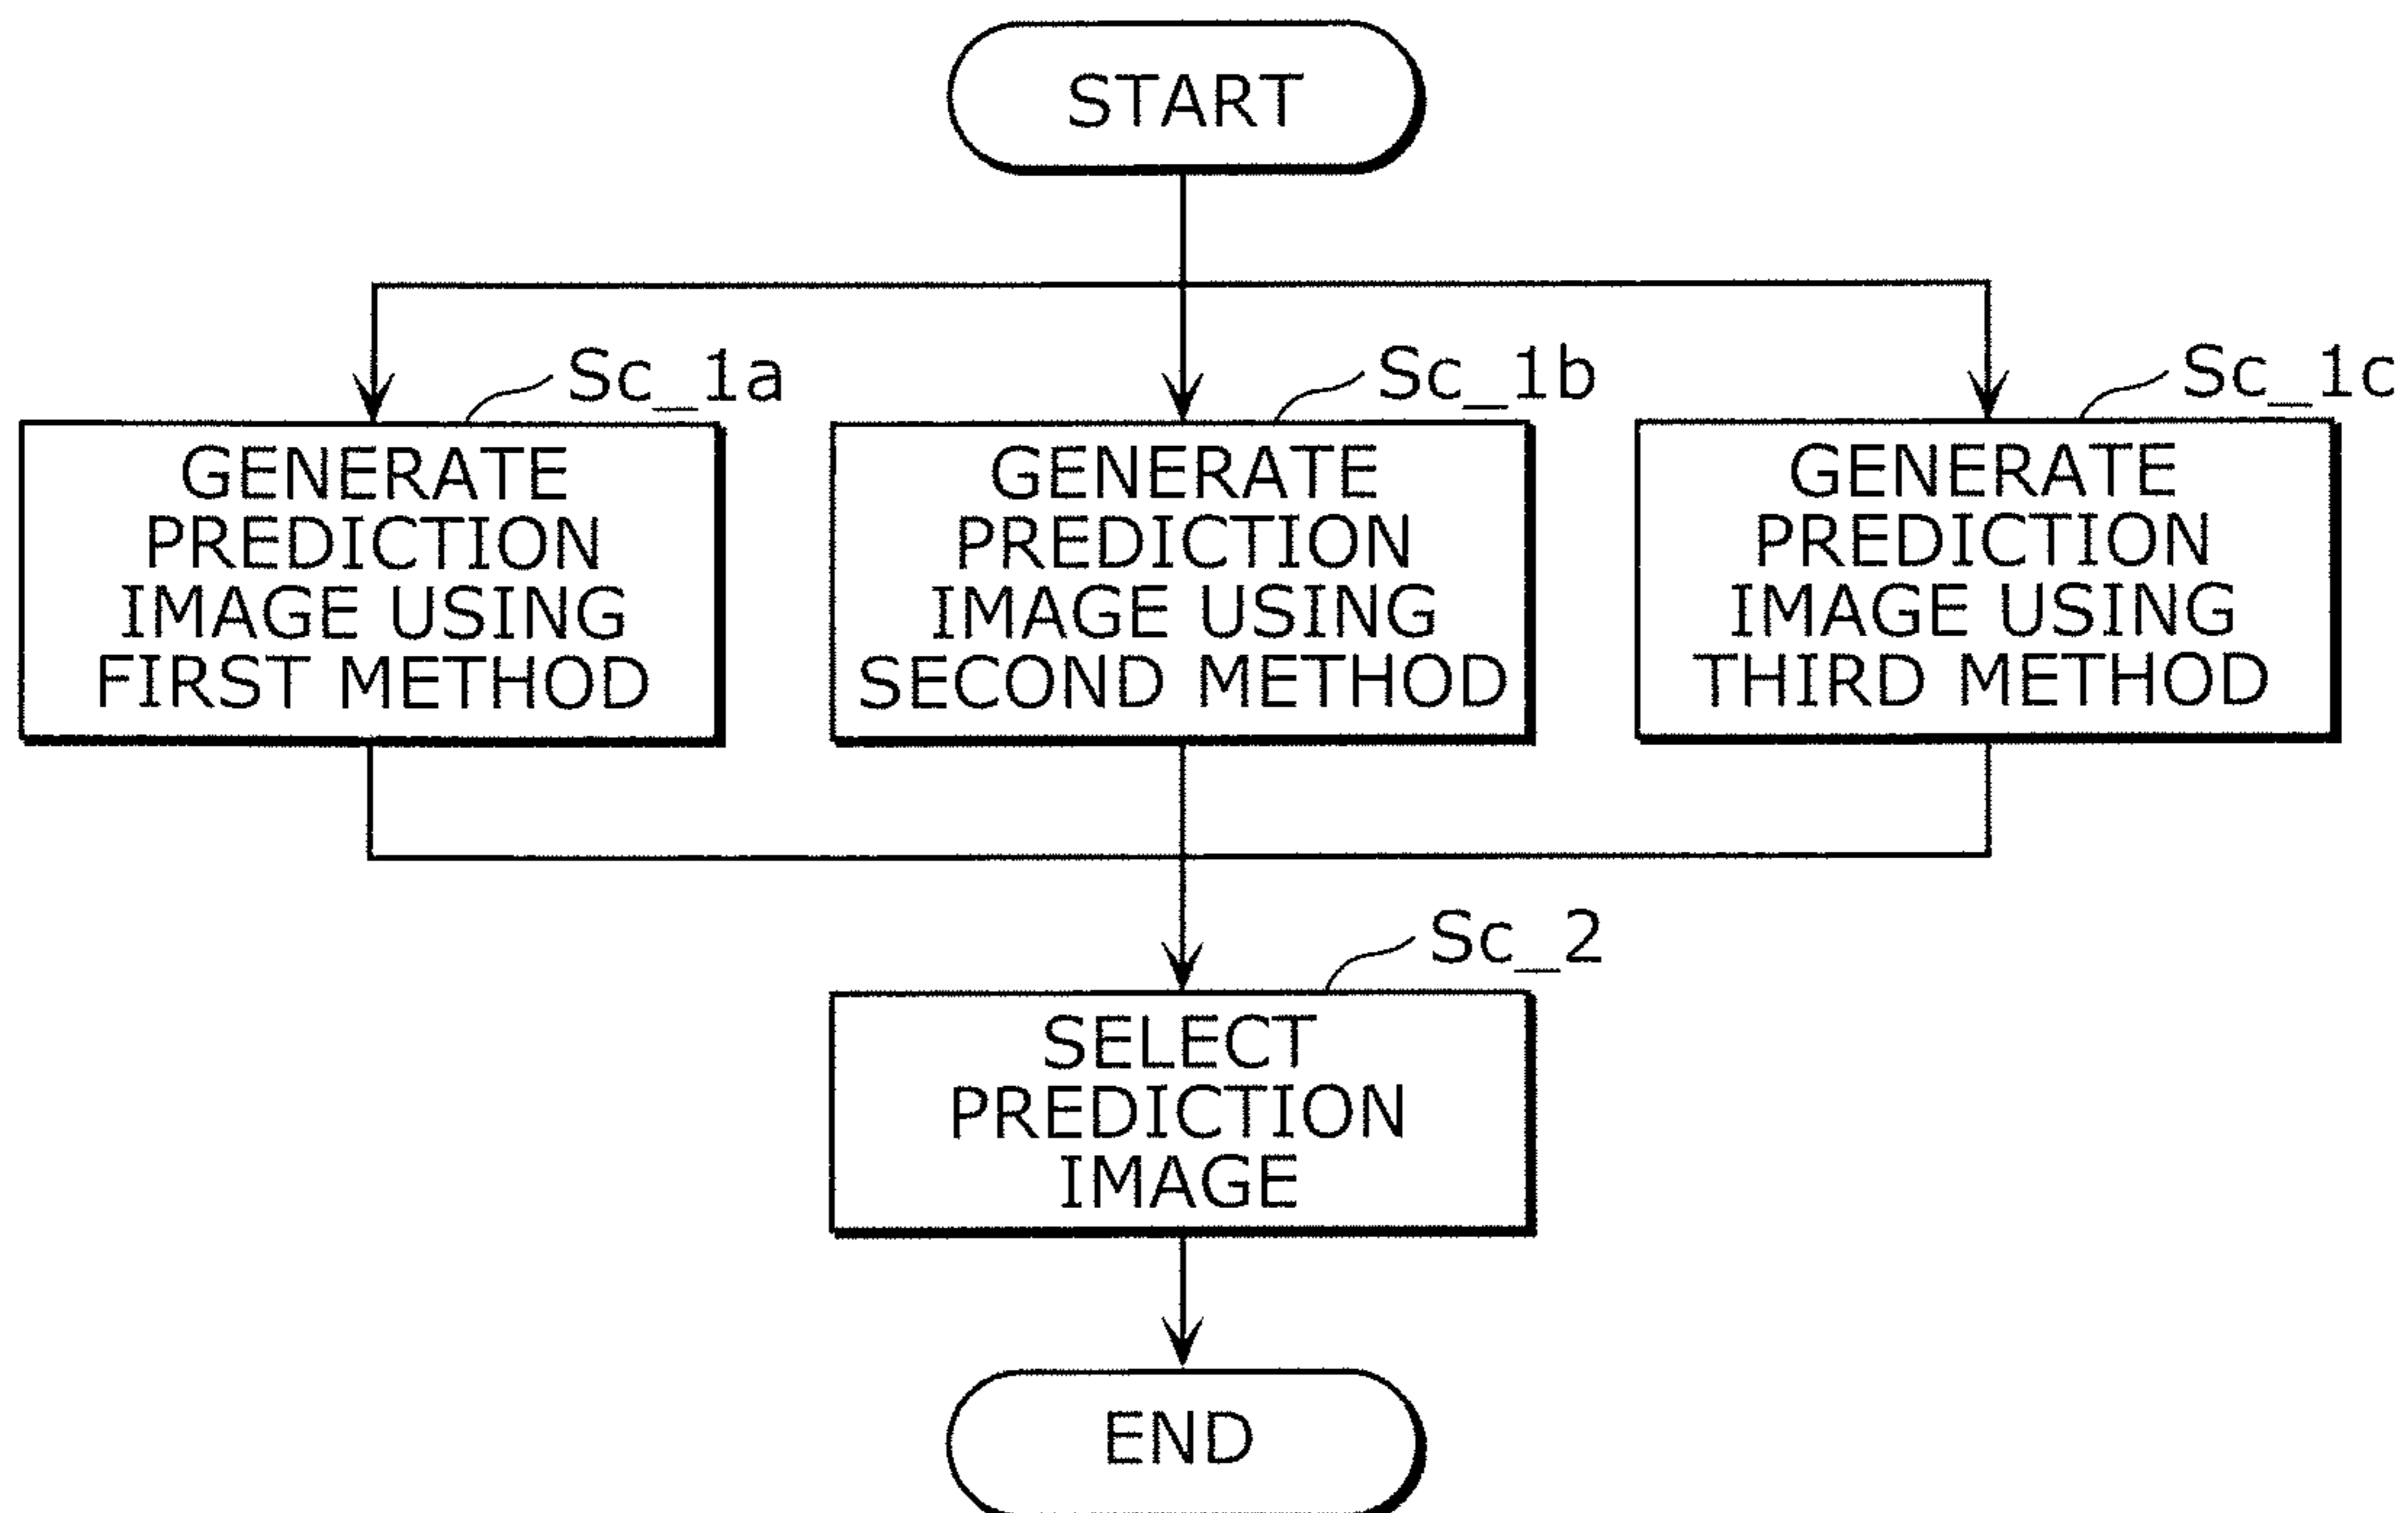 START
Sc_1a
GENERATE
PREDICTION
IMAGE USING
FIRST METHOD
Sc_1b
GENERATE
PREDICTION
IMAGE USING
SECOND METHOD
Sc_1c
GENERATE
PREDICTION
IMAGE USING
THIRD METHOD
Sc_2
SELECT
PREDICTION
IMAGE
END